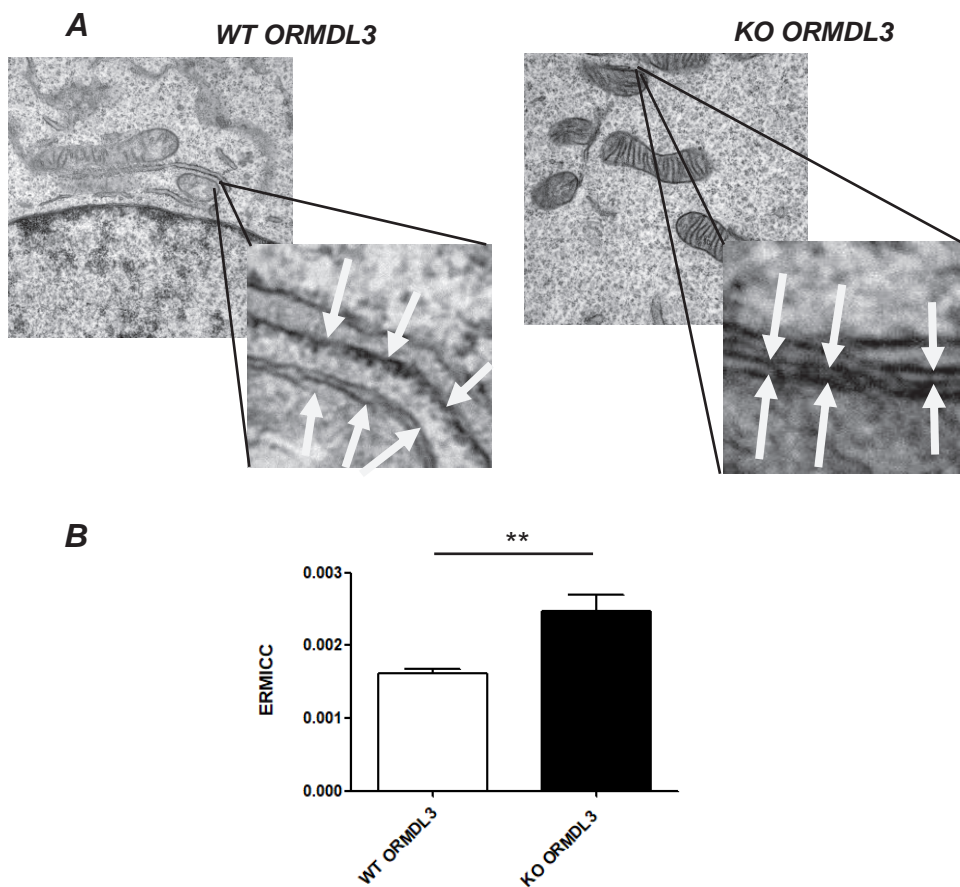 A
WT ORMDL3
KO ORMDL3
B
**
0.003
0.002
0.001
0.000
ERMICC
WT ORMDL3
KO ORMDL3